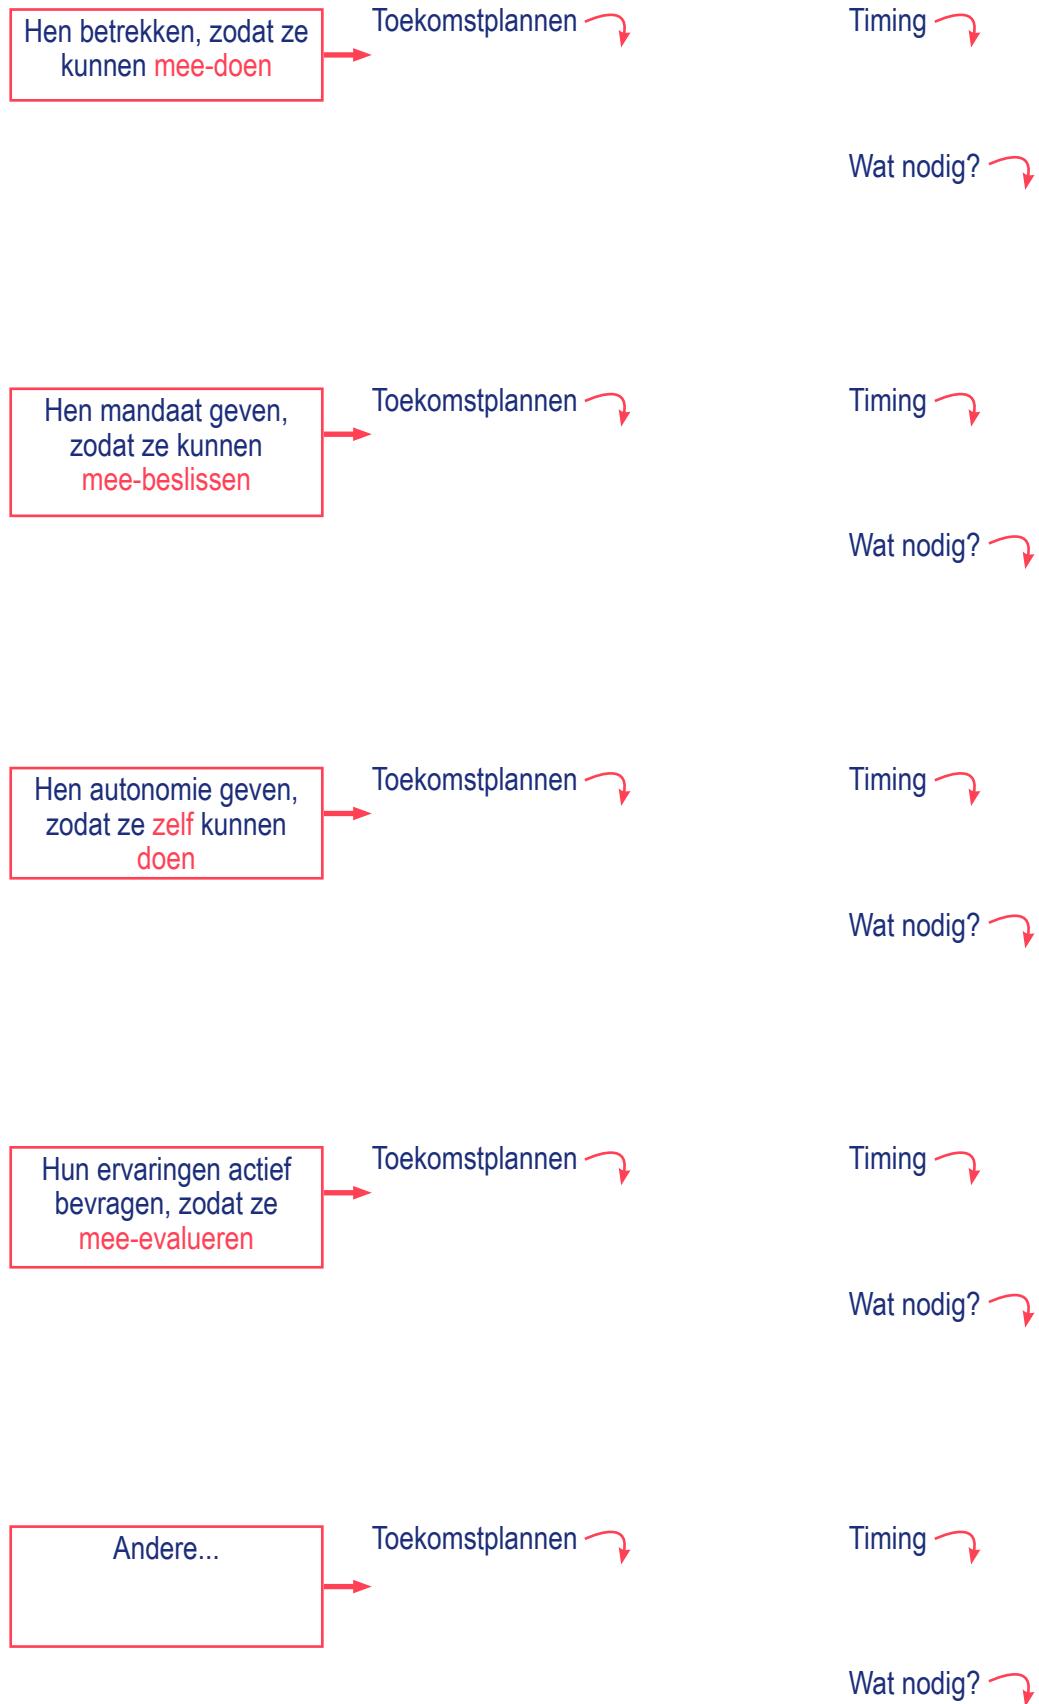 Hen betrekken, zodat ze
kunnen mee-doen
Toekomstplannen
Timing
Wat nodig?
Hen mandaat geven,
zodat ze kunnen
mee-beslissen
Toekomstplannen
Timing
Wat nodig?
Hen autonomie geven,
zodat ze zelf kunnen
doen
Toekomstplannen
Timing
Wat nodig?
Hun ervaringen actief
bevragen, zodat ze
mee-evalueren
Toekomstplannen
Timing
Wat nodig?
Andere...
Toekomstplannen
Timing
Wat nodig?